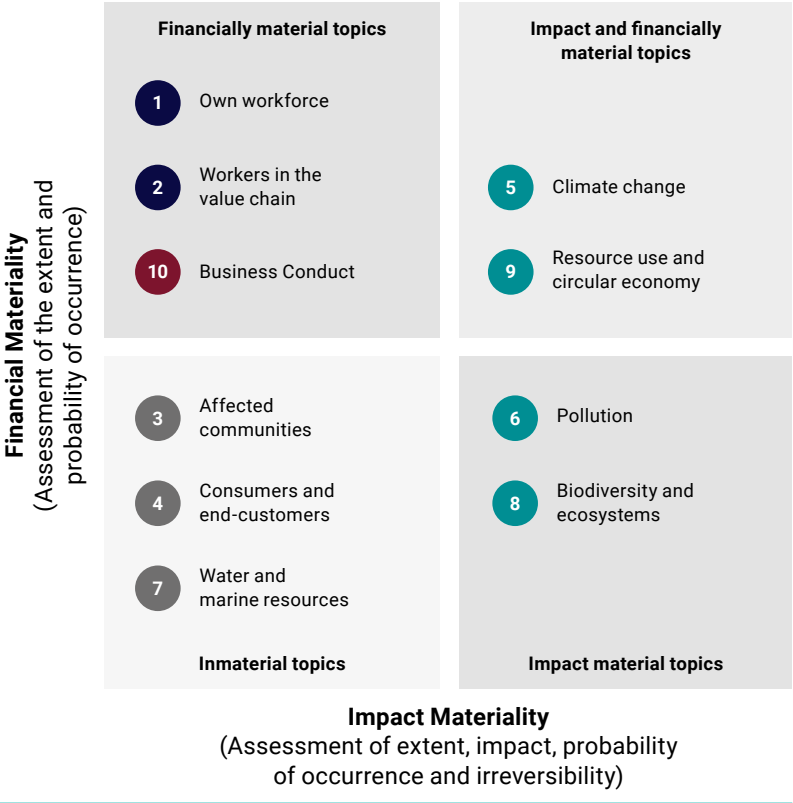 Financial Materiality
(Assessment of the extent and
probability of occurrence)
Financially material topics
1 Own workforce
2 Workers in the
value chain
10 Business Conduct
Impact and financially
material topics
5 Climate change
9 Resource use and
circular economy
3 Affected
communities
4 Consumers and
end-customers
7 Water and
marine resources
Inmaterial topics
6 Pollution
8 Biodiversity and
ecosystems
Impact material topics
Impact Materiality
(Assessment of extent, impact, probability
of occurrence and irreversibility)